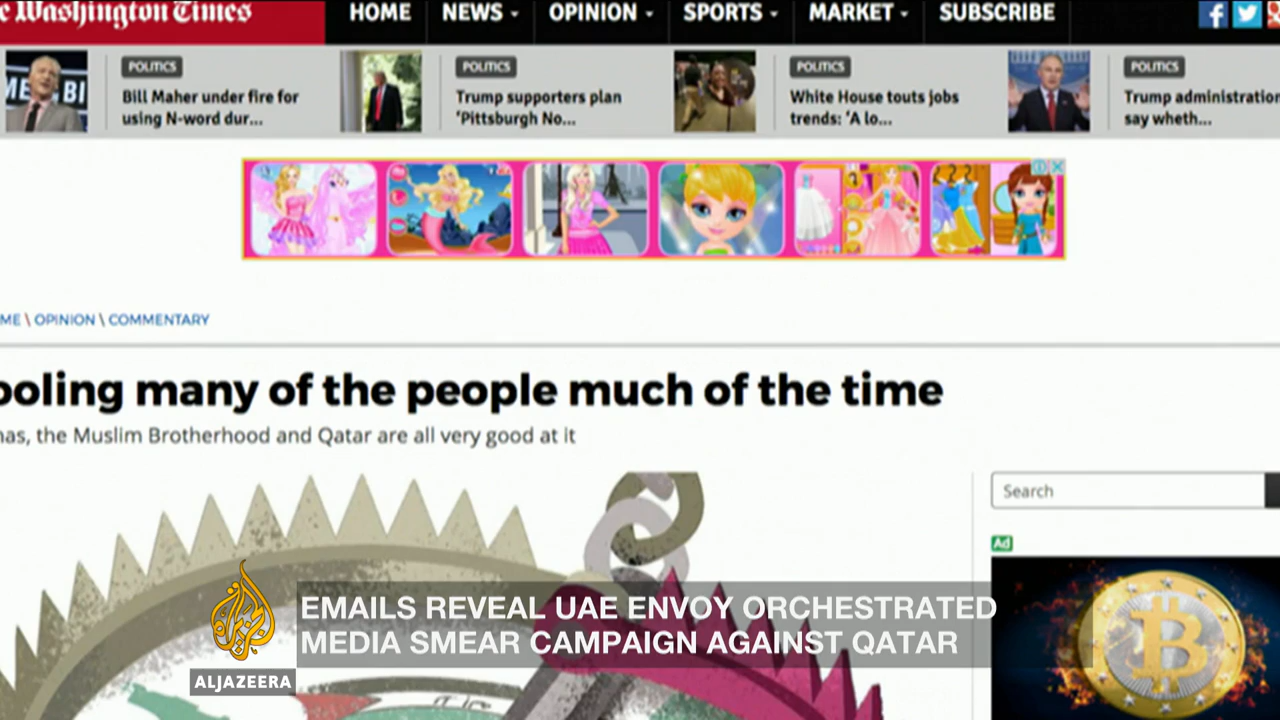 e Washington Times
HOME
NEWS
OPINION
SPORTS
MARKET
SUBSCRIBE
POLITICS
Bill Maher under fire for
using N-word dur...
POLITICS
Trump supporters plan
'Pittsburgh No...
POLITICS
White House touts jobs
trends: 'A lo...
POLITICS
Trump administration
say wheth...
ME \ OPINION \ COMMENTARY
ooling many of the people much of the time
nas, the Muslim Brotherhood and Qatar are all very good at it
Search
Ad
EMAILS REVEAL UAE ENVOY ORCHESTRATED
MEDIA SMEAR CAMPAIGN AGAINST QATAR
ALJAZEERA